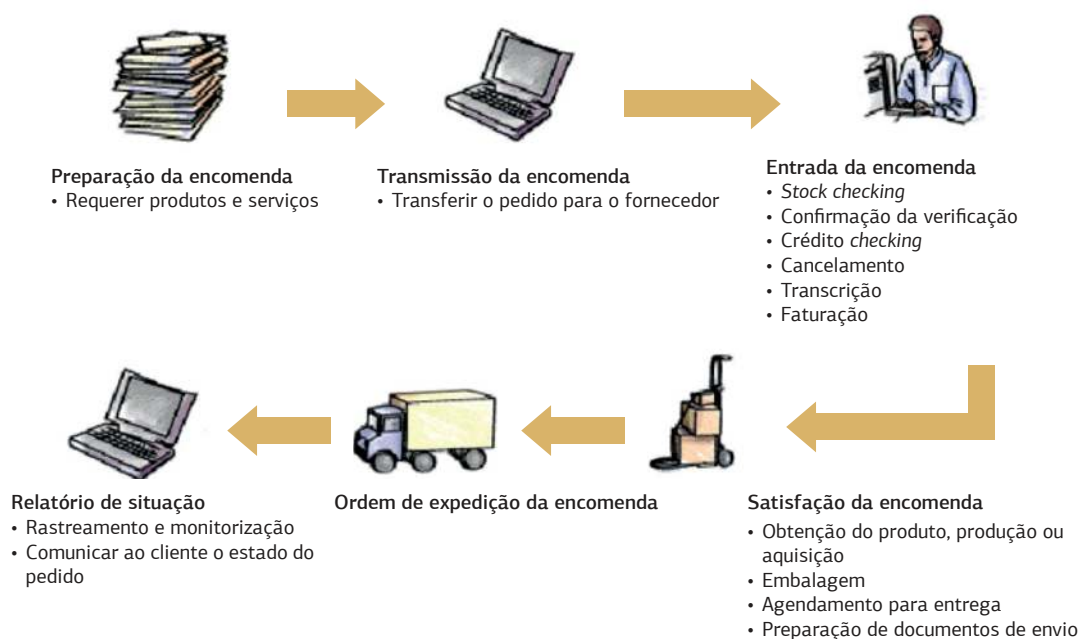 Preparação da encomenda
• Requerer produtos e serviços
Transmissão da encomenda
• Transferir o pedido para o fornecedor
Entrada da encomenda
• Stock checking
• Confirmação da verificação
• Crédito checking
• Cancelamento
• Transcrição
• Faturação
Relatório de situação
• Rastreamento e monitorização
• Comunicar ao cliente o estado do
pedido
Ordem de expedição da encomenda
Satisfação da encomenda
• Obtenção do produto, produção ou
aquisição
• Embalagem
• Agendamento para entrega
• Preparação de documentos de envio